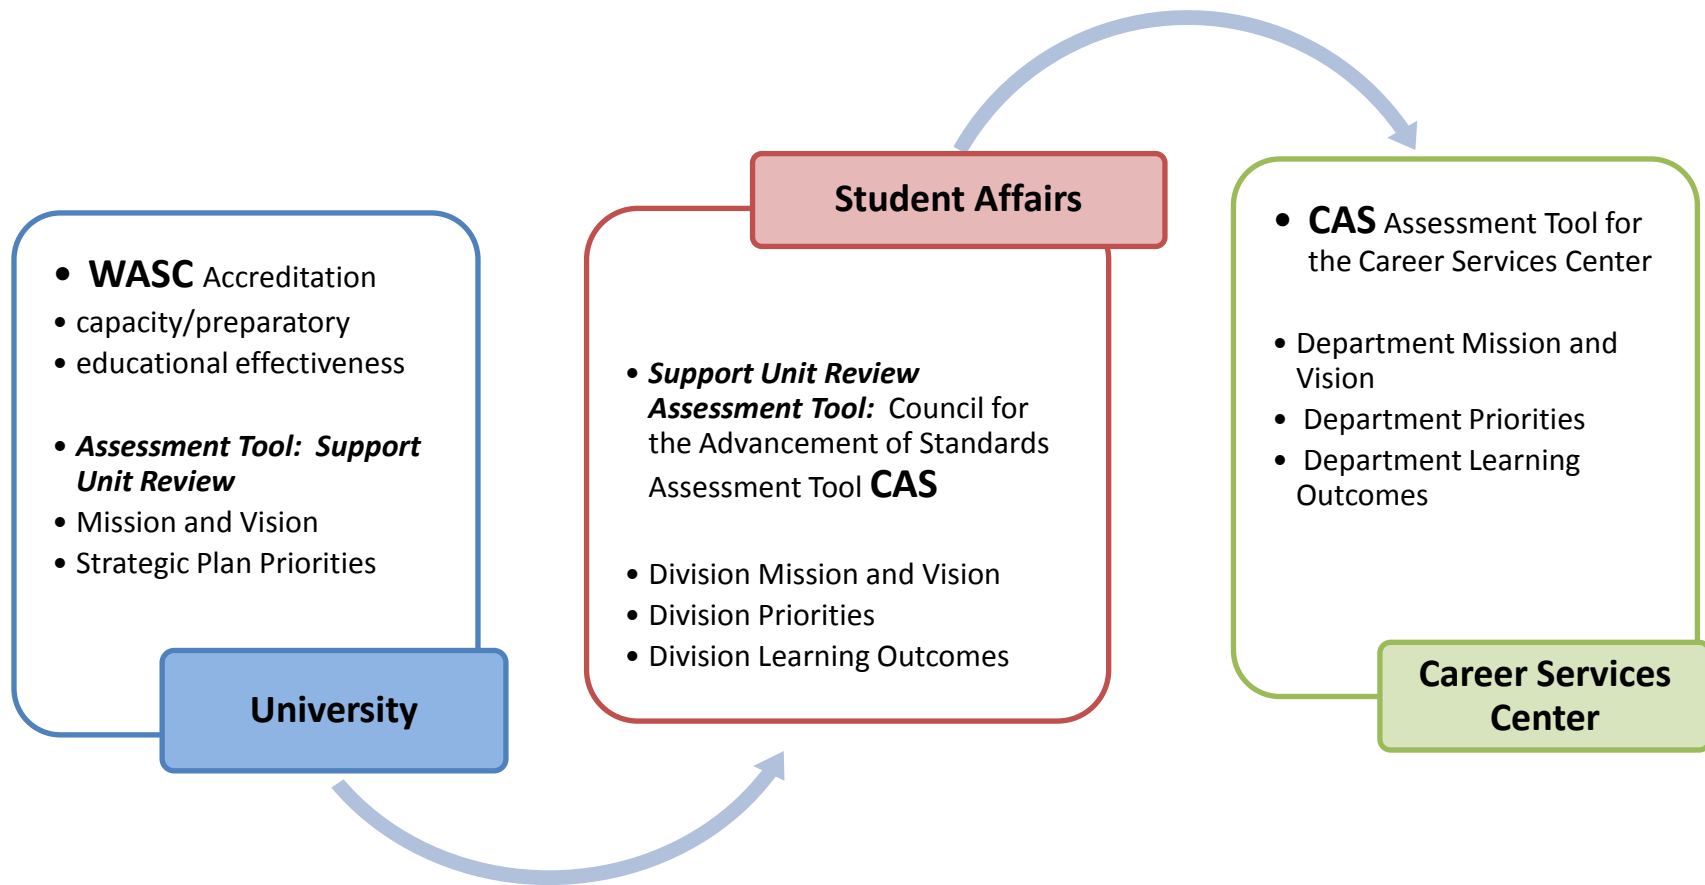 • WASC Accreditation
• capacity/preparatory
• educational effectiveness
• Assessment Tool:  Support
Unit Review
• Mission and Vision
• Strategic Plan Priorities
University
Student Affairs
• Support Unit Review
Assessment Tool:  Council for
the Advancement of Standards
Assessment Tool CAS
• Division Mission and Vision
• Division Priorities
• Division Learning Outcomes
• CAS Assessment Tool for
the Career Services Center
• Department Mission and
Vision
• Department Priorities
• Department Learning
Outcomes
Career Services
Center